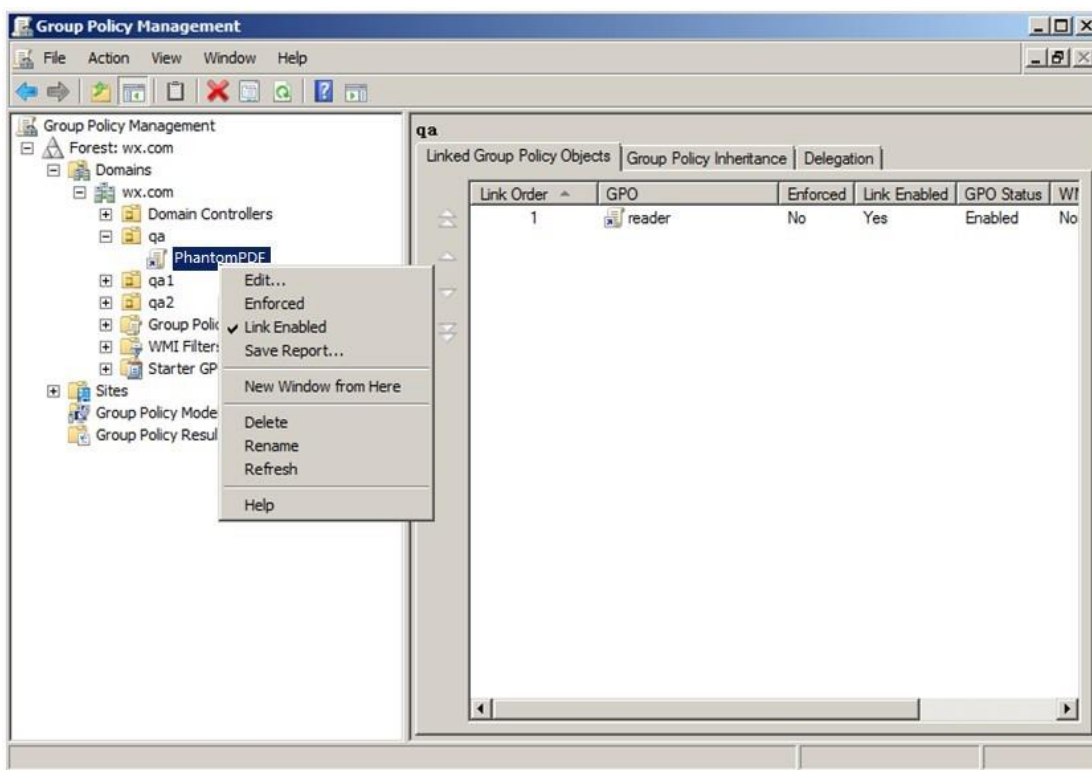 Group Policy Management
File Action View Window Help
Group Policy Management
Forest: wx.com
Domains
wx.com
Domain Controllers
qa
PhantomPDF
qa1
qa2
Group Polic
WMI Filter
Starter GP
Sites
Group Policy Mode
Group Policy Resul
Edit...
Enforced
Link Enabled
Save Report...
New Window from Here
Delete
Rename
Refresh
Help
qa
Linked Group Policy Objects Group Policy Inheritance Delegation
Link Order GPO Enforced Link Enabled GPO Status WM
1 reader No Yes Enabled No